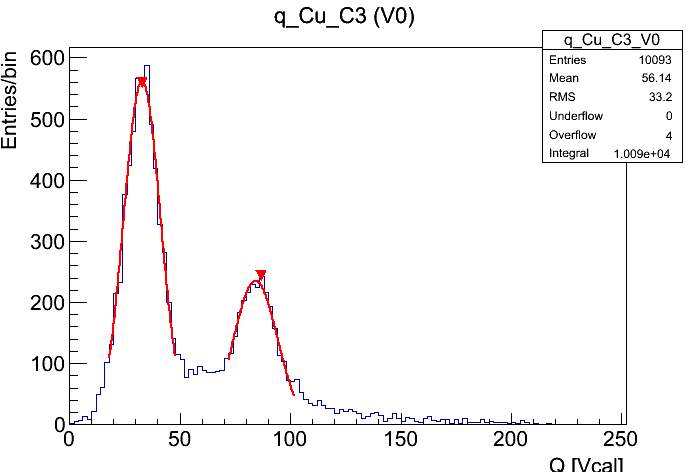 q_Cu_C3 (V0)
q_Cu_C3_V0
Entries 10093
Mean 56.14
RMS 33.2
Underflow 0
Overflow 4
Integral 1.009e+04
Entries/bin
600
500
400
300
200
100
0
0 50 100 150 200 250
Q [Vcal]